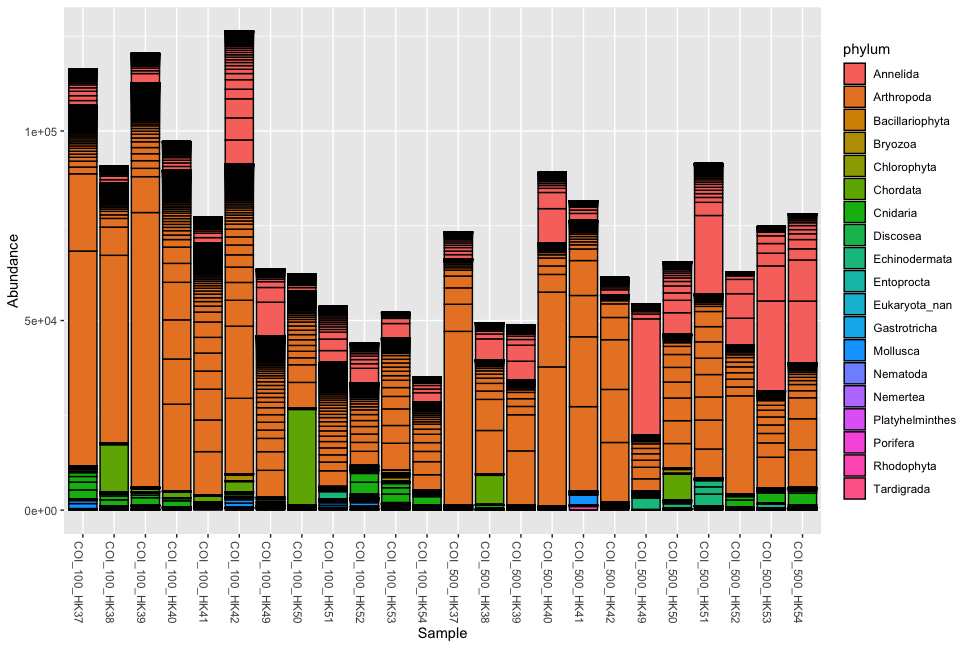 Abundance
1e+05
5e+04
0e+00
COI_100_HK37
COI_100_HK38
COI_100_HK39
COI_100_HK40
COI_100_HK41
COI_100_HK42
COI_100_HK49
COI_100_HK50
COI_100_HK51
COI_100_HK52
COI_100_HK53
COI_100_HK54
COI_500_HK37
COI_500_HK38
COI_500_HK39
COI_500_HK40
COI_500_HK41
COI_500_HK42
COI_500_HK49
COI_500_HK50
COI_500_HK51
COI_500_HK52
COI_500_HK53
COI_500_HK54
Sample
phylum
Annelida
Arthropoda
Bacillariophyta
Bryozoa
Chlorophyta
Chordata
Cnidaria
Discosea
Echinodermata
Entoprocta
Eukaryota_nan
Gastrotricha
Mollusca
Nematoda
Nemertea
Platyhelminthes
Porifera
Rhodophyta
Tardigrada